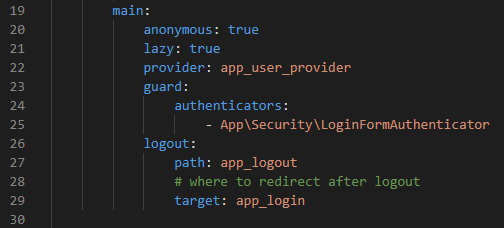 19 main:
20 anonymous: true
21 lazy: true
22 provider: app_user_provider
23 guard:
24 authenticators:
25 - App\Security\LoginFormAuthenticator
26 logout:
27 path: app_logout
28 # where to redirect after logout
29 target: app_login
30